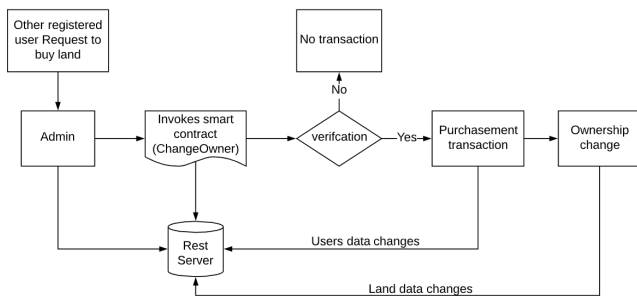 Other registered
user Request to
buy land
No transaction
No
Admin
Invokes smart
contract
(ChangeOwner)
verifcation
Yes
Purchasement
transaction
Ownership
change
Rest
Server
Users data changes
Land data changes